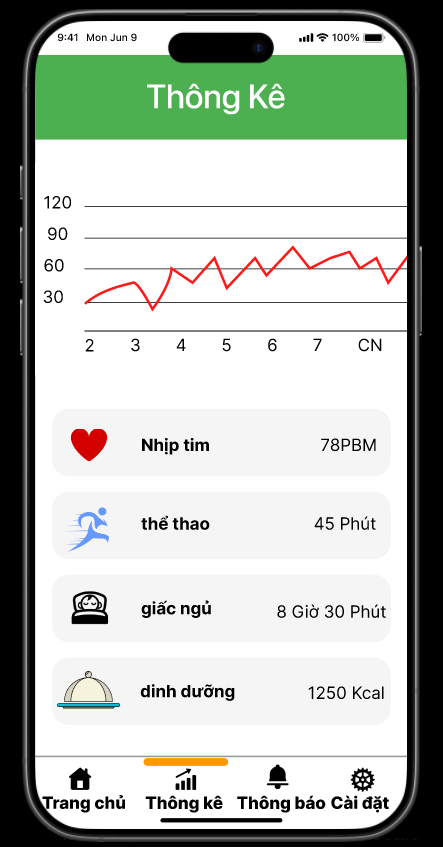 9:41 Mon Jun 9 100%
Thông Kê
120
90
60
30
2 3 4 5 6 7 CN
Nhịp tim 78PBM
thể thao 45 Phút
giấc ngủ 8 Giờ 30 Phút
dinh dưỡng 1250 Kcal
Trang chủ Thông kê Thông báo Cài đặt